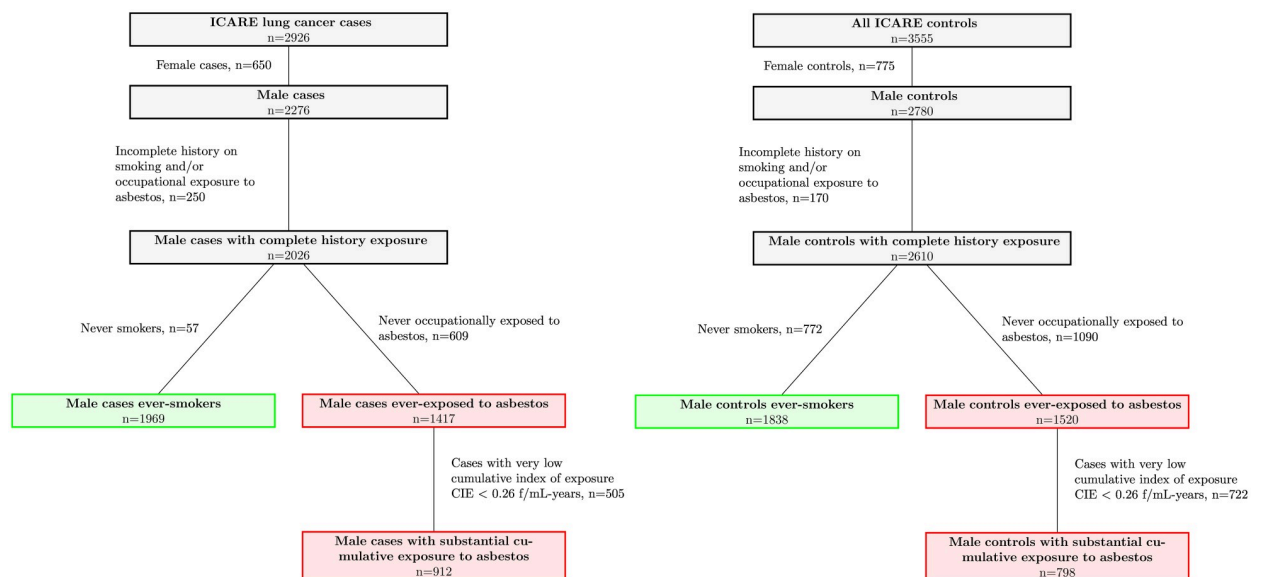 ICARE lung cancer cases
n=2926
Female cases, n=650
Male cases
n=2276
Incomplete history on
smoking and/or
occupational exposure to
asbestos, n=250
Male cases with complete history exposure
n=2026
Never smokers, n=57
Never occupationally exposed to
asbestos, n=609
Male cases ever-smokers
n=1969
Male cases ever-exposed to asbestos
n=1417
Cases with very low
cumulative index of exposure
CIE < 0.26 f/mL-years, n=505
Male cases with substantial cu-
mulative exposure to asbestos
n=912
All ICARE controls
n=3555
Female controls, n=775
Male controls
n=2780
Incomplete history on
smoking and/or
occupational exposure to
asbestos, n=170
Male controls with complete history exposure
n=2610
Never smokers, n=772
Never occupationally exposed to
asbestos, n=1090
Male controls ever-smokers
n=1838
Male controls ever-exposed to asbestos
n=1520
Cases with very low
cumulative index of exposure
CIE < 0.26 f/mL-years, n=722
Male controls with substantial cu-
mulative exposure to asbestos
n=798